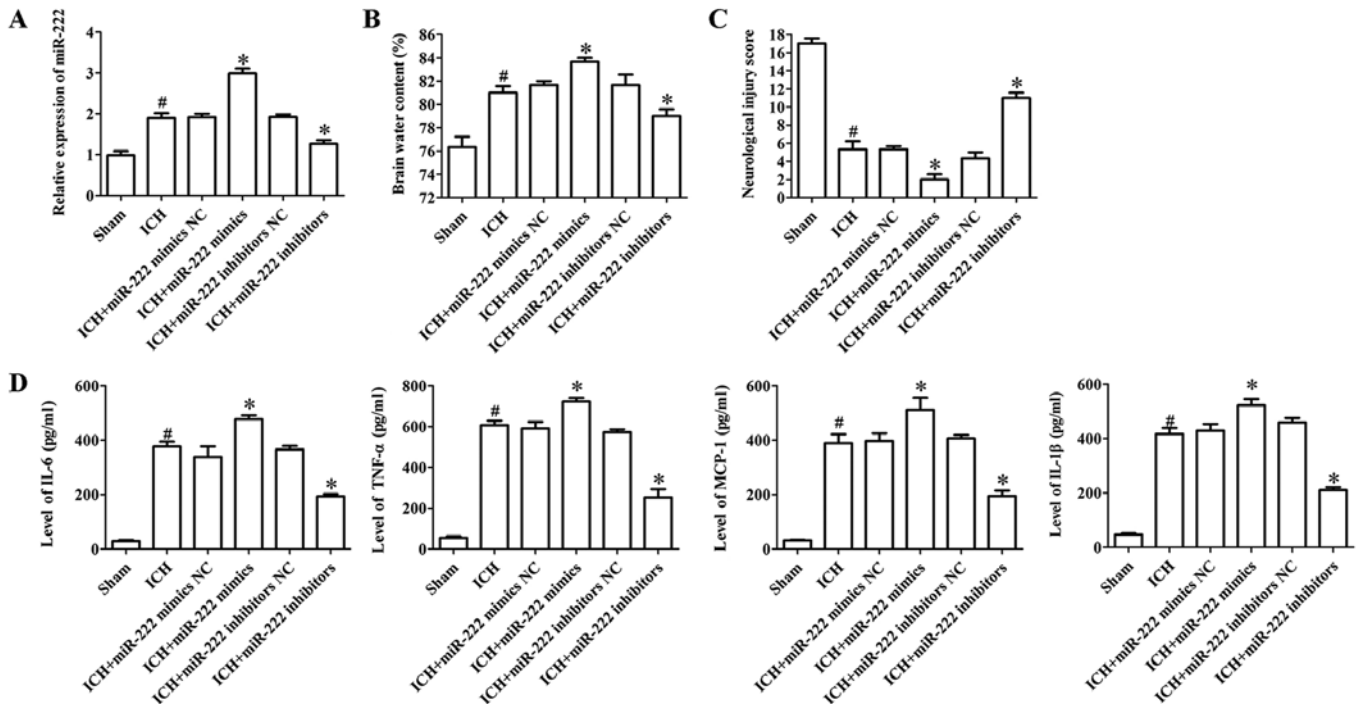 A
Relative expression of miR-222
4
3
2
1
0
#
*
*
Sham
ICH
ICH+miR-222 mimics NC
ICH+miR-222 mimics
ICH+miR-222 inhibitors NC
ICH+miR-222 inhibitors
B
Brain water content (%)
86
84
82
80
78
76
74
72
#
*
*
Sham
ICH
ICH+miR-222 mimics NC
ICH+miR-222 mimics
ICH+miR-222 inhibitors NC
ICH+miR-222 inhibitors
C
Neurological injury score
18
16
14
12
10
8
6
4
2
0
#
*
*
Sham
ICH
ICH+miR-222 mimics NC
ICH+miR-222 mimics
ICH+miR-222 inhibitors NC
ICH+miR-222 inhibitors
D
Level of IL-6 (pg/ml)
600
400
200
0
#
*
*
Sham
ICH
ICH+miR-222 mimics NC
ICH+miR-222 mimics
ICH+miR-222 inhibitors NC
ICH+miR-222 inhibitors
Level of TNF-α (pg/ml)
800
600
400
200
0
#
*
*
Sham
ICH
ICH+miR-222 mimics NC
ICH+miR-222 mimics
ICH+miR-222 inhibitors NC
ICH+miR-222 inhibitors
Level of MCP-1 (pg/ml)
600
400
200
0
#
*
*
Sham
ICH
ICH+miR-222 mimics NC
ICH+miR-222 mimics
ICH+miR-222 inhibitors NC
ICH+miR-222 inhibitors
Level of IL-1β (pg/ml)
600
400
200
0
#
*
*
Sham
ICH
ICH+miR-222 mimics NC
ICH+miR-222 mimics
ICH+miR-222 inhibitors NC
ICH+miR-222 inhibitors